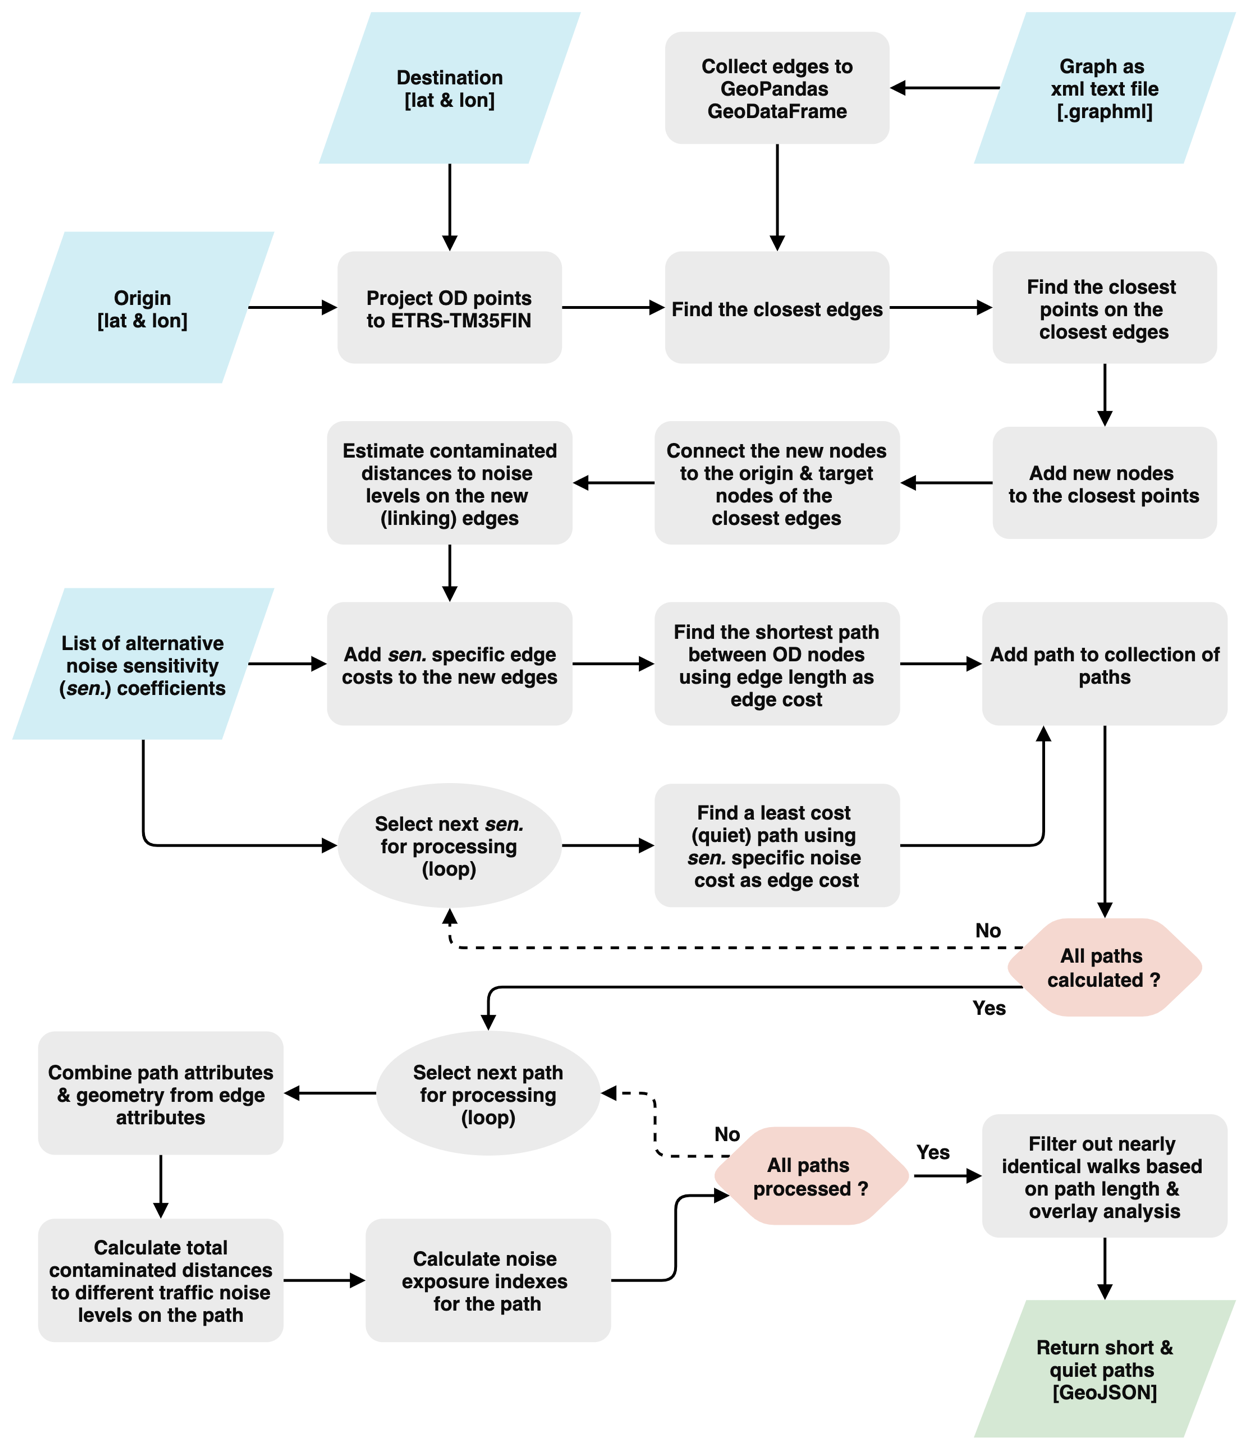 Destination
[lat & lon]
Collect edges to
GeoPandas
GeoDataFrame
Graph as
xml text file
[.graphml]
Origin
[lat & lon]
Project OD points
to ETRS-TM35FIN
Find the closest edges
Find the closest
points on the
closest edges
Estimate contaminated
distances to noise
levels on the new
(linking) edges
Connect the new nodes
to the origin & target
nodes of the
closest edges
Add new nodes
to the closest points
List of alternative
noise sensitivity
(sen.) coefficients
Add sen. specific edge
costs to the new edges
Find the shortest path
between OD nodes
using edge length as
edge cost
Add path to collection of
paths
Select next sen.
for processing
(loop)
Find a least cost
(quiet) path using
sen. specific noise
cost as edge cost
No
All paths
calculated ?
Yes
Combine path attributes
& geometry from edge
attributes
Select next path
for processing
(loop)
No
All paths
processed ?
Yes
Filter out nearly
identical walks based
on path length &
overlay analysis
Calculate total
contaminated distances
to different traffic noise
levels on the path
Calculate noise
exposure indexes
for the path
Return short &
quiet paths
[GeoJSON]